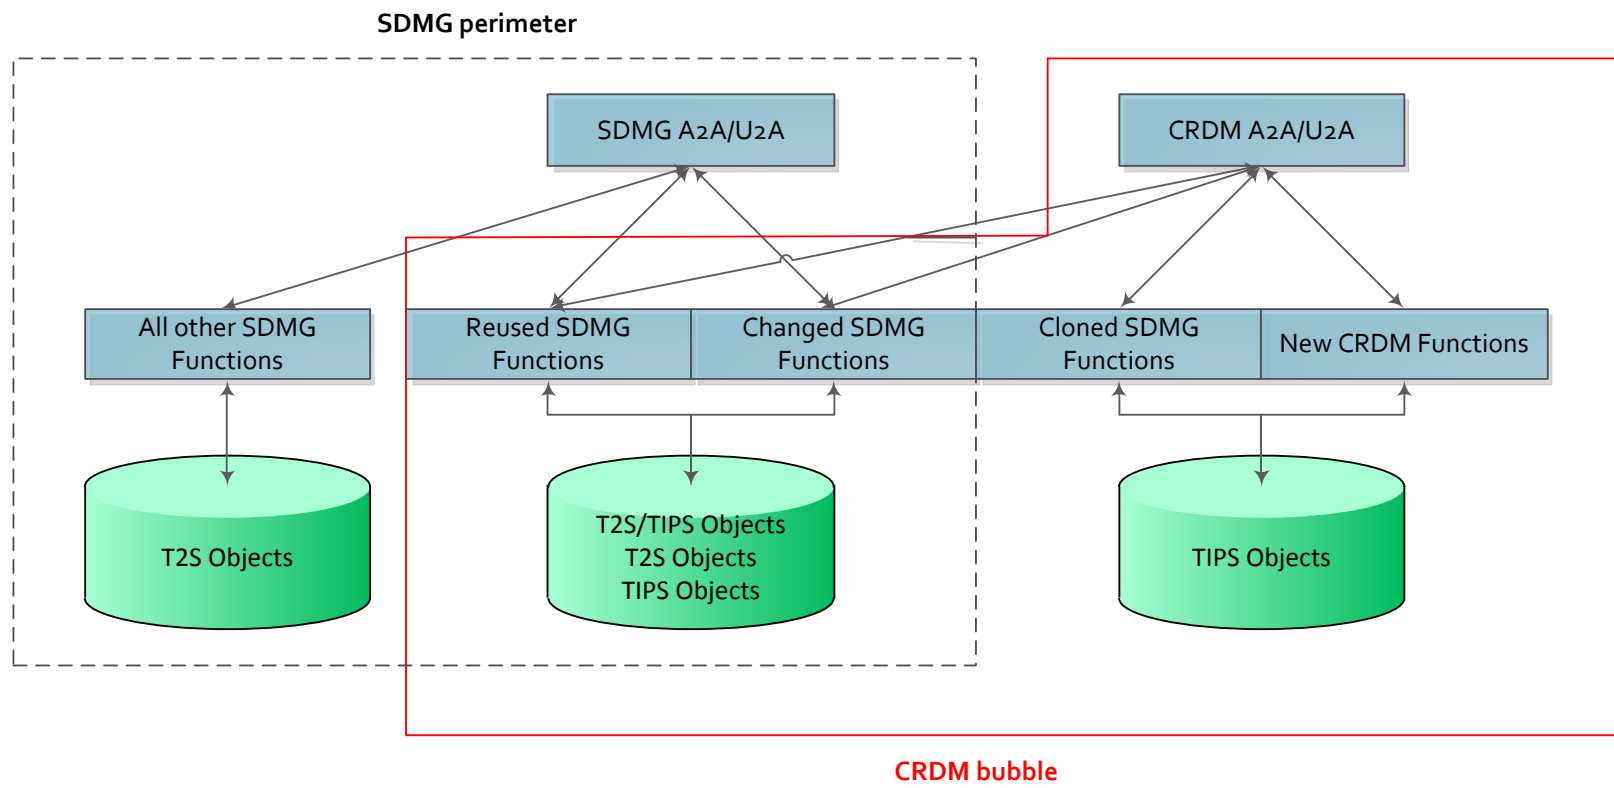 SDMG perimeter
SDMG A2A/U2A
CRDM A2A/U2A
All other SDMG
Functions
Reused SDMG
Functions
Changed SDMG
Functions
Cloned SDMG
Functions
New CRDM Functions
T2S Objects
T2S/TIPS Objects
T2S Objects
TIPS Objects
TIPS Objects
CRDM bubble